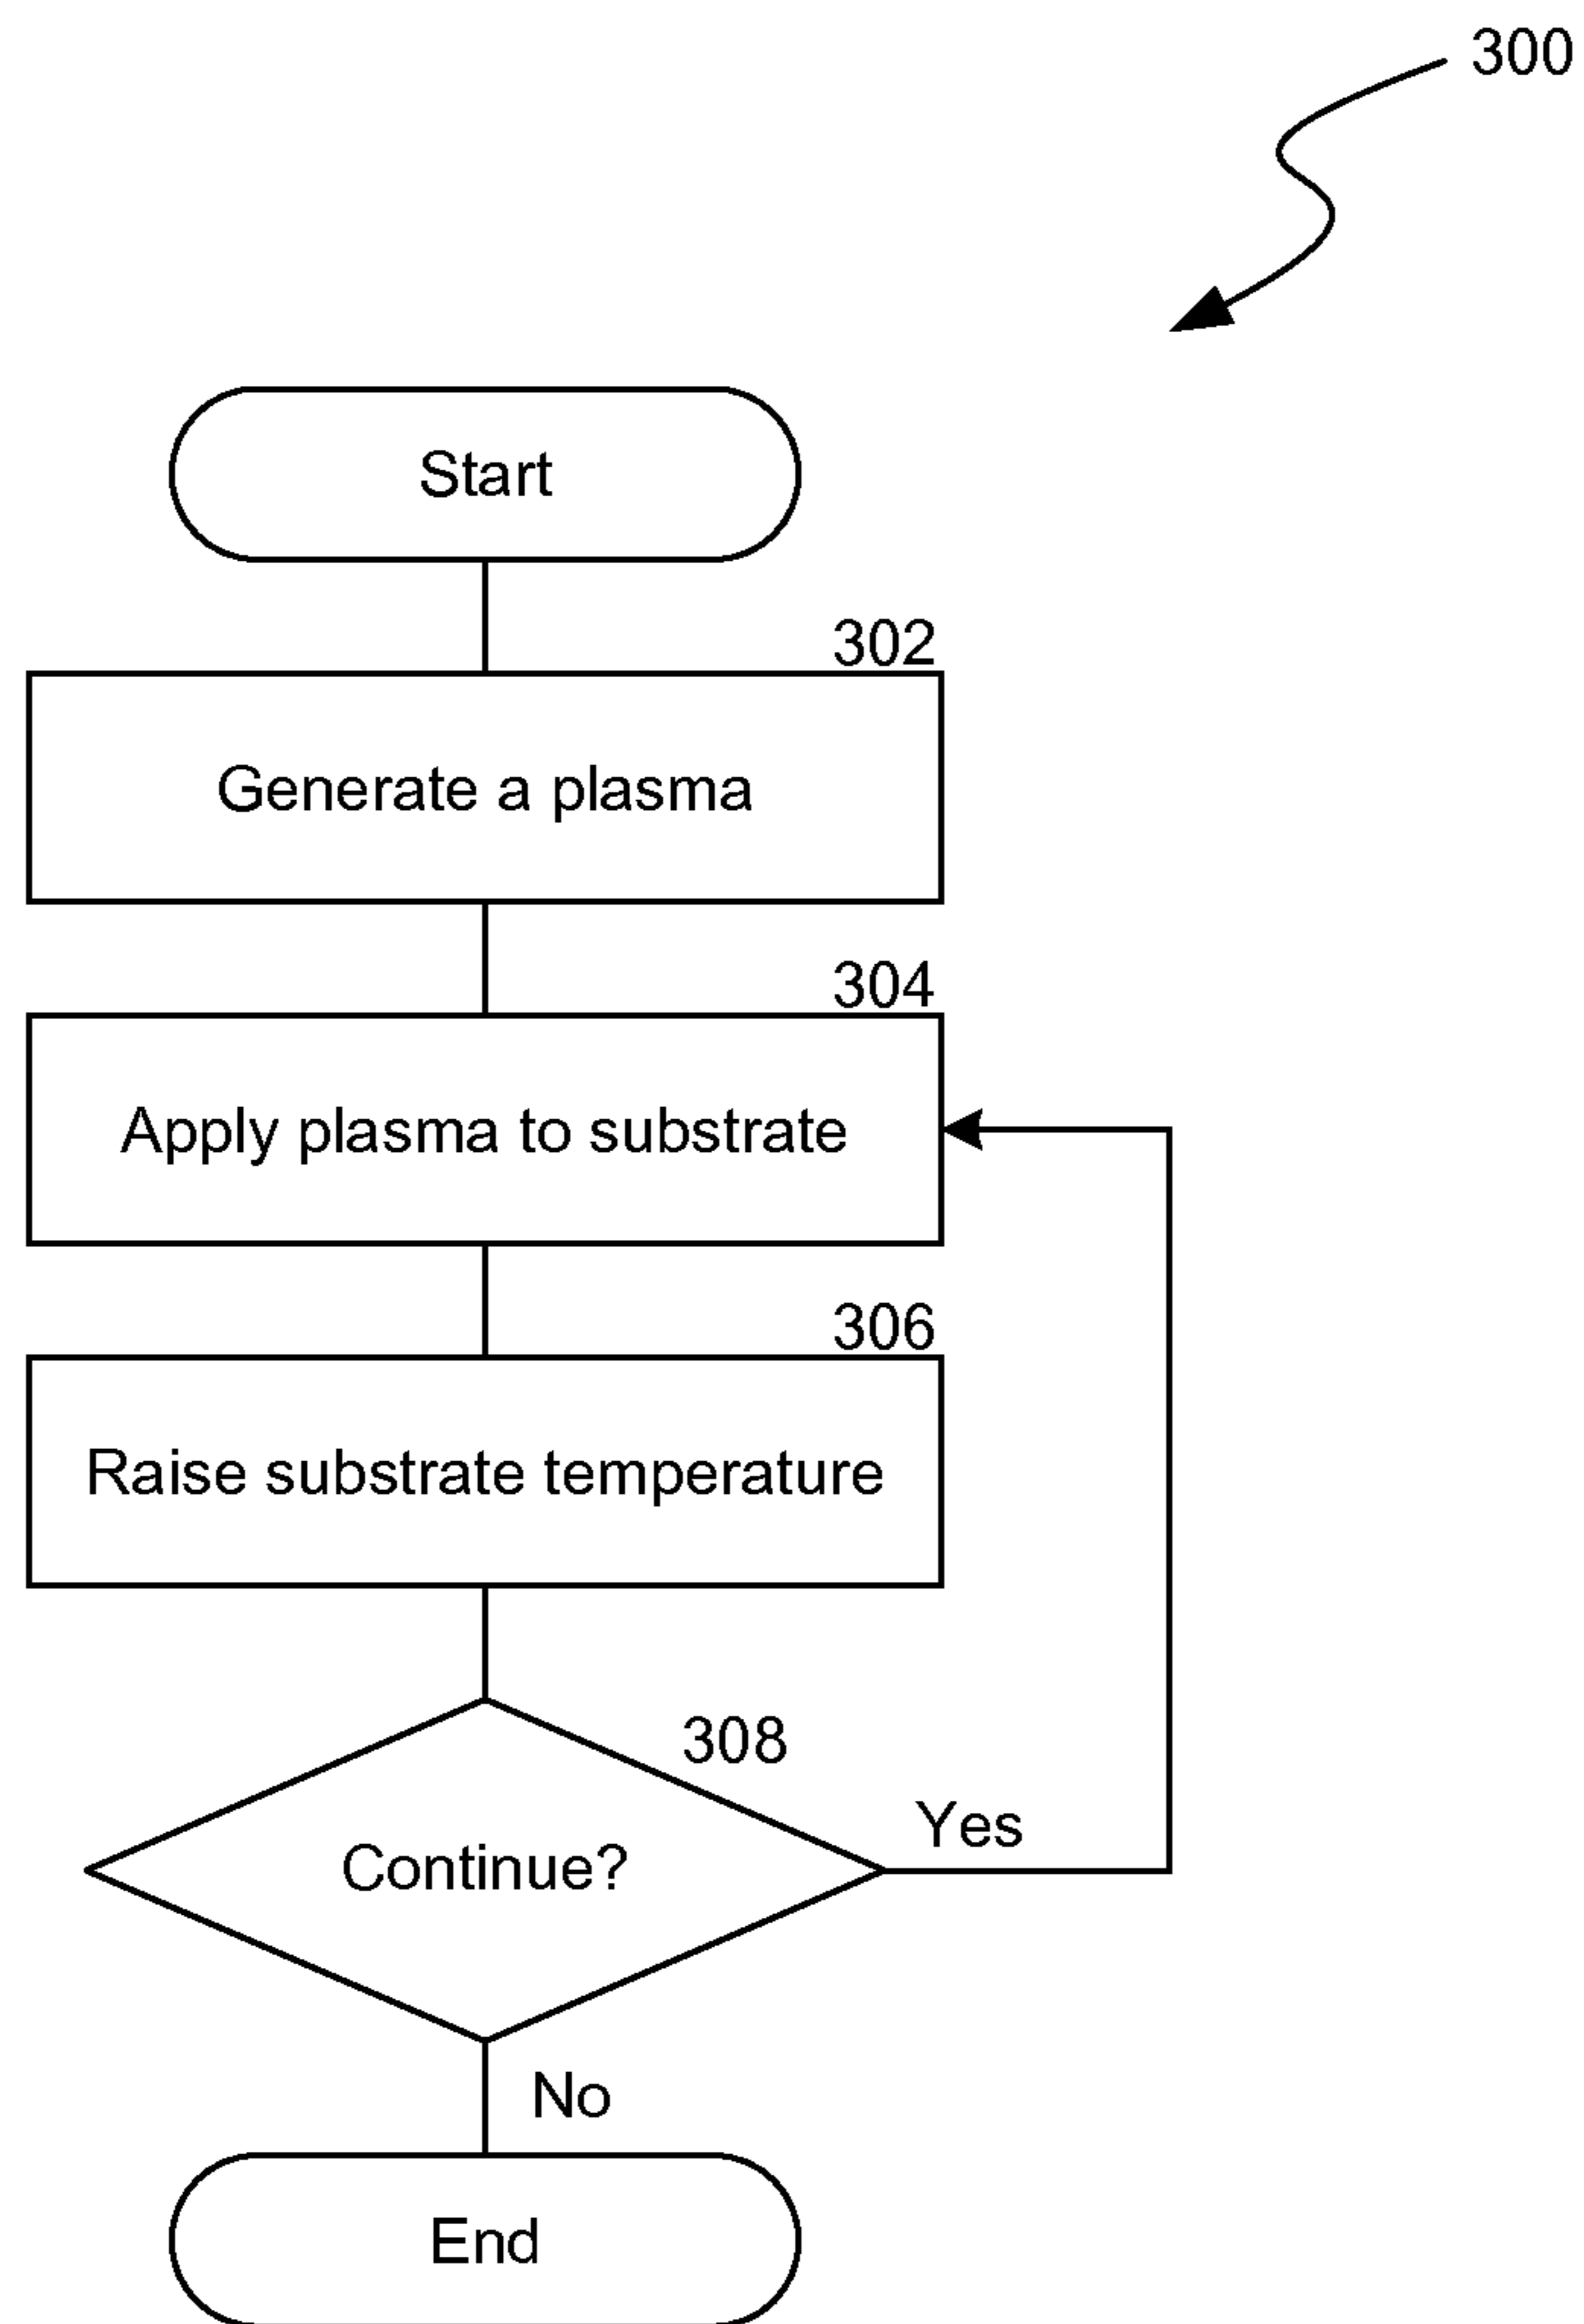 300
Start
302
Generate a plasma
304
Apply plasma to substrate
306
Raise substrate temperature
308
Continue?
Yes
No
End